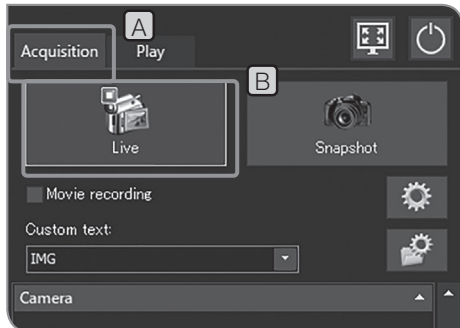 A
Acquisition Play
B
Live Snapshot
Movie recording
Custom text:
IMG
Camera